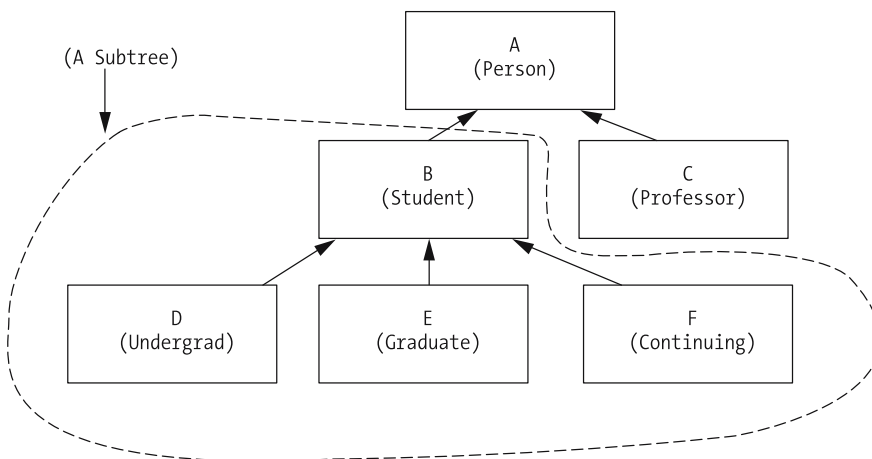 (A Subtree)
A
(Person)
B
(Student)
C
(Professor)
D
(Undergrad)
E
(Graduate)
F
(Continuing)